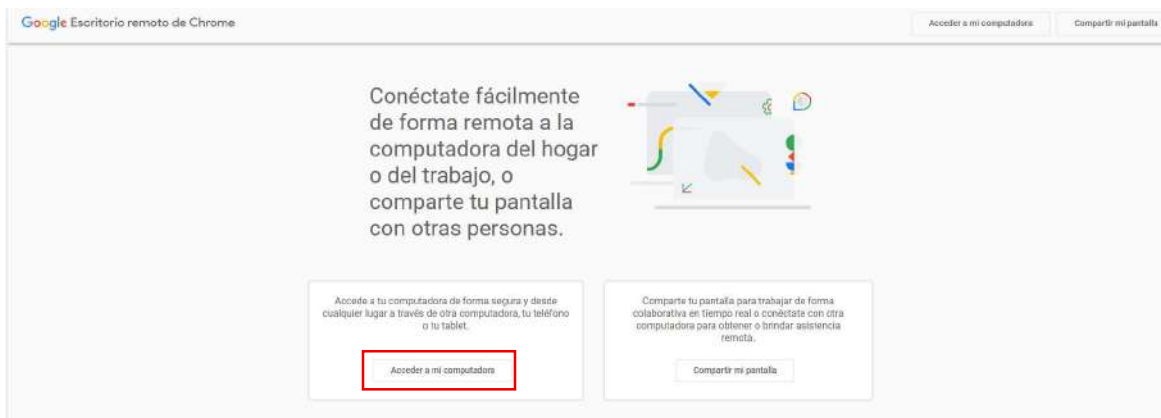 Google Escritorio remoto de Chrome
Acceder a mi computadora
Compartir mi pantalla
Conéctate fácilmente
de forma remota a la
computadora del hogar
o del trabajo, o
comparte tu pantalla
con otras personas.
Accede a tu computadora de forma segura y desde
cualquier lugar a través de otra computadora, tu teléfono
o tu tablet.
Acceder a mi computadora
Comparte tu pantalla para trabajar de forma
colaborativa en tiempo real o conéctate con otra
computadora para obtener o brindar asistencia
remota.
Compartir mi pantalla